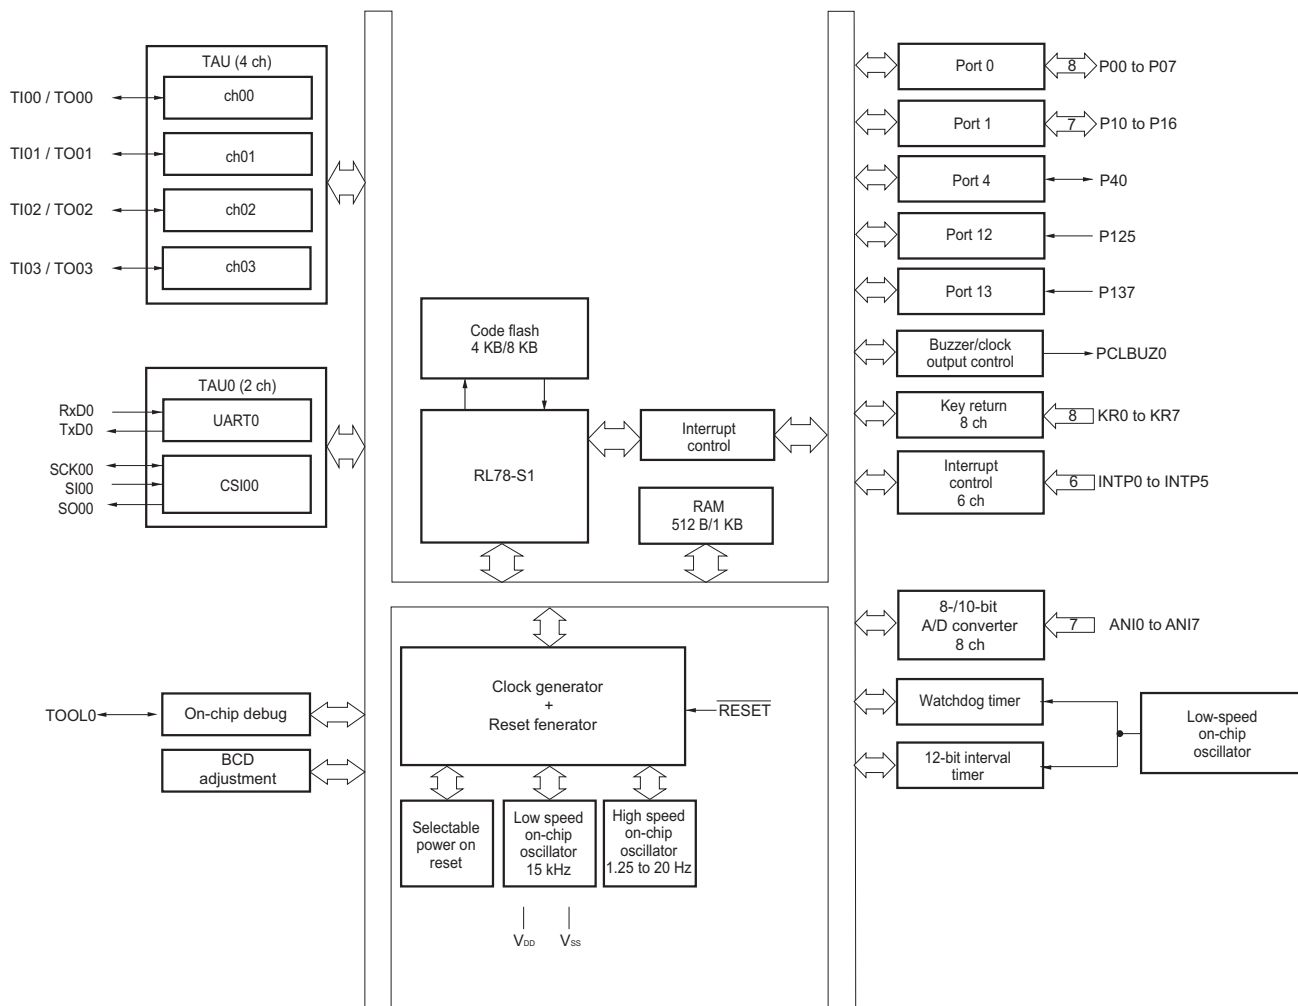 TAU (4 ch)
TI00 / TO00
ch00
TI01 / TO01
ch01
TI02 / TO02
ch02
TI03 / TO03
ch03
TAU0 (2 ch)
RxD0
TxD0
UART0
SCK00
SI00
SO00
CSI00
TOOL0
On-chip debug
BCD
adjustment
Code flash
4 KB/8 KB
RL78-S1
Interrupt
control
RAM
512 B/1 KB
Clock generator
+
Reset fenerator
RESET
Selectable
power on
reset
Low speed
on-chip
oscillator
15 kHz
High speed
on-chip
oscillator
1.25 to 20 Hz
VDD
VSS
Port 0
8
P00 to P07
Port 1
7
P10 to P16
Port 4
P40
Port 12
P125
Port 13
P137
Buzzer/clock
output control
PCLBUZ0
Key return
8 ch
8
KR0 to KR7
Interrupt
control
6 ch
6
INTP0 to INTP5
8-/10-bit
A/D converter
8 ch
7
ANI0 to ANI7
Watchdog timer
12-bit interval
timer
Low-speed
on-chip
oscillator